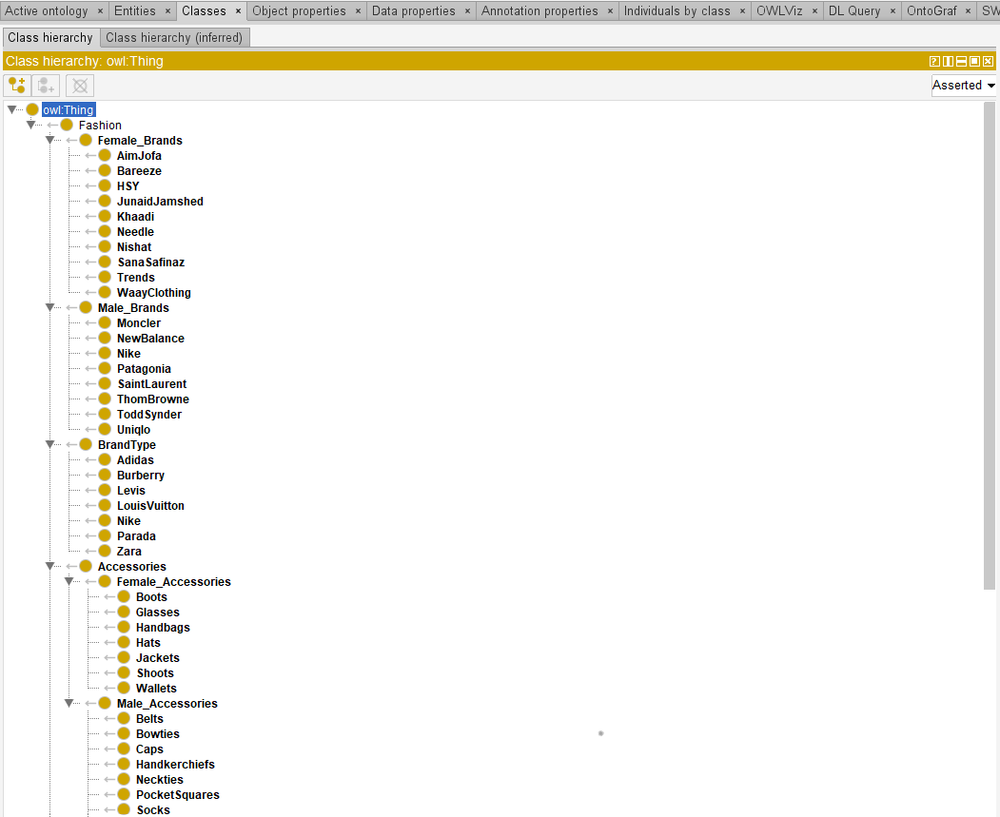 Active ontology × Entities × Classes × Object properties × Data properties × Annotation properties × Individuals by class × OWLViz × DL Query × OntoGraf × SW
Class hierarchy Class hierarchy (inferred)
Class hierarchy: owl:Thing
Asserted
owl:Thing
Fashion
Female_Brands
AimJofa
Bareeze
HSY
JunaidJamshed
Khaadi
Needle
Nishat
SanaSafinaz
Trends
WaayClothing
Male_Brands
Moncler
NewBalance
Nike
Patagonia
SaintLaurent
ThomBrowne
ToddSynder
Uniqlo
BrandType
Adidas
Burberry
Levis
LouisVuitton
Nike
Parada
Zara
Accessories
Female_Accessories
Boots
Glasses
Handbags
Hats
Jackets
Shoots
Wallets
Male_Accessories
Belts
Bowties
Caps
Handkerchiefs
Neckties
PocketSquares
Socks